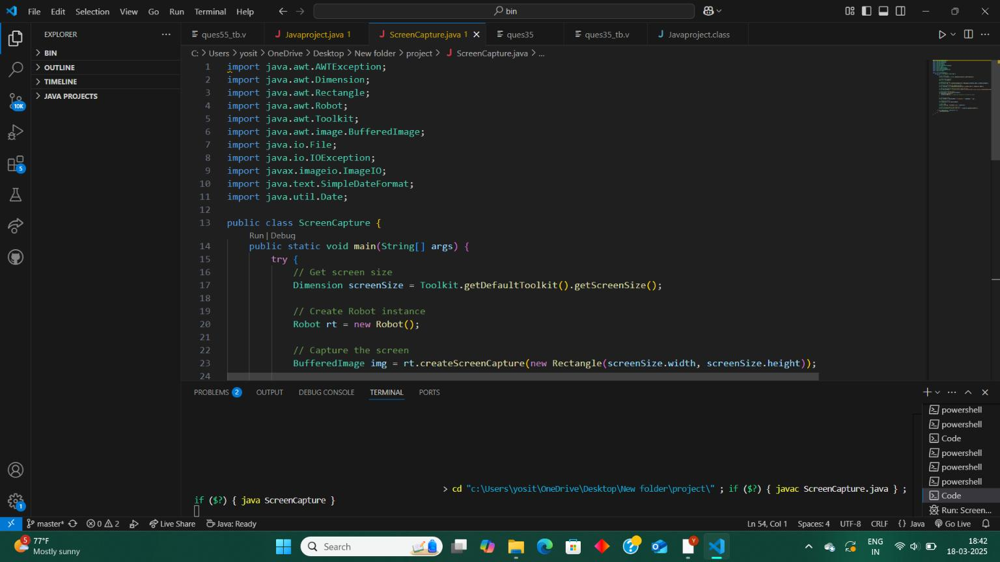 File Edit Selection View Go Run Terminal Help
bin
EXPLORER
BIN
OUTLINE
TIMELINE
JAVA PROJECTS
10K
5
1
ques55_tb.v
Javaproject.java 1
ScreenCapture.java 1
ques35
ques35_tb.v
Javaproject.class
C: > Users > yosit > OneDrive > Desktop > New folder > project > ScreenCapture.java > ...
1 import java.awt.AWTException;
2 import java.awt.Dimension;
3 import java.awt.Rectangle;
4 import java.awt.Robot;
5 import java.awt.Toolkit;
6 import java.awt.image.BufferedImage;
7 import java.io.File;
8 import java.io.IOException;
9 import javax.imageio.ImageIO;
10 import java.text.SimpleDateFormat;
11 import java.util.Date;
12
13 public class ScreenCapture {
Run | Debug
14 public static void main(String[] args) {
15 try {
16 // Get screen size
17 Dimension screenSize = Toolkit.getDefaultToolkit().getScreenSize();
18
19 // Create Robot instance
20 Robot rt = new Robot();
21
22 // Capture the screen
23 BufferedImage img = rt.createScreenCapture(new Rectangle(screenSize.width, screenSize.height));
24
PROBLEMS 2 OUTPUT DEBUG CONSOLE TERMINAL PORTS
> cd "c:\Users\yosit\OneDrive\Desktop\New folder\project\" ; if ($?) { javac ScreenCapture.java } ;
if ($?) { java ScreenCapture }
powershell
powershell
Code
powershell
powershell
powershell
Code
Run: Screen...
master* 0 2 Live Share Java: Ready
Ln 54, Col 1 Spaces: 4 UTF-8 CRLF {} Java Go Live
5
77°F
Mostly sunny
Search
Y
ENG
IN
18:42
18-03-2025